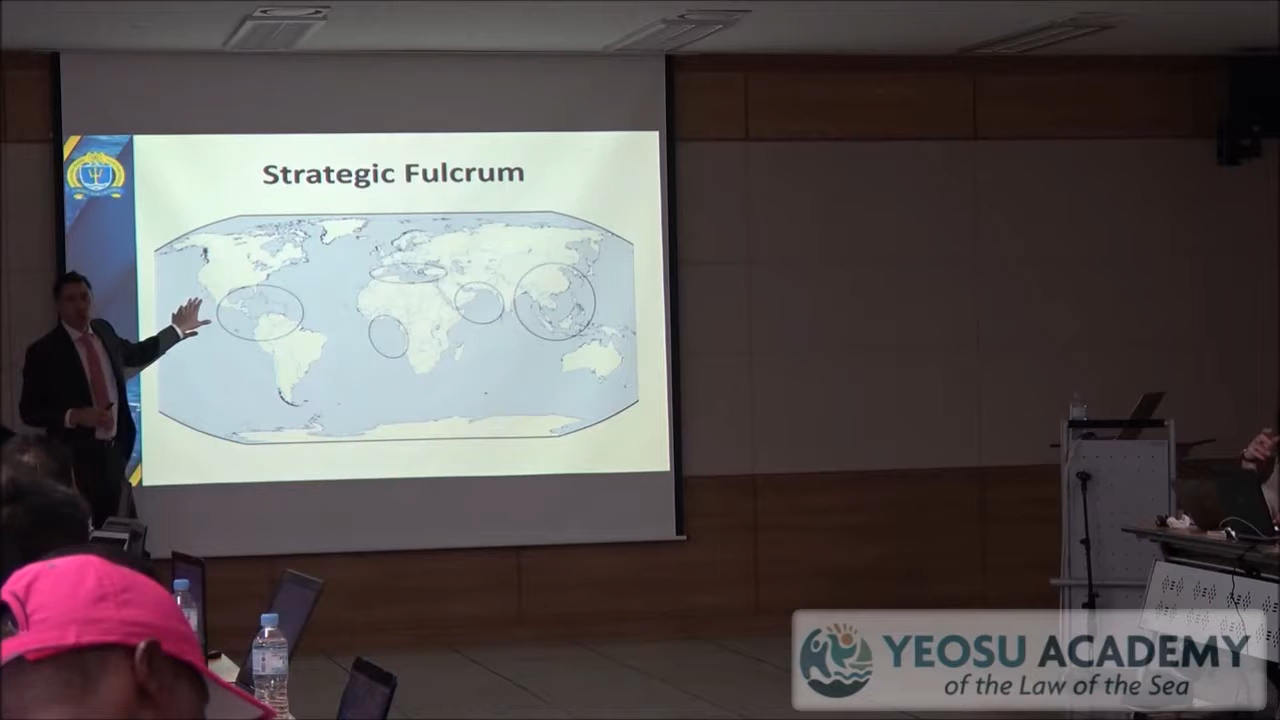 Strategic Fulcrum
YEOSU ACADEMY
of the Law of the Sea